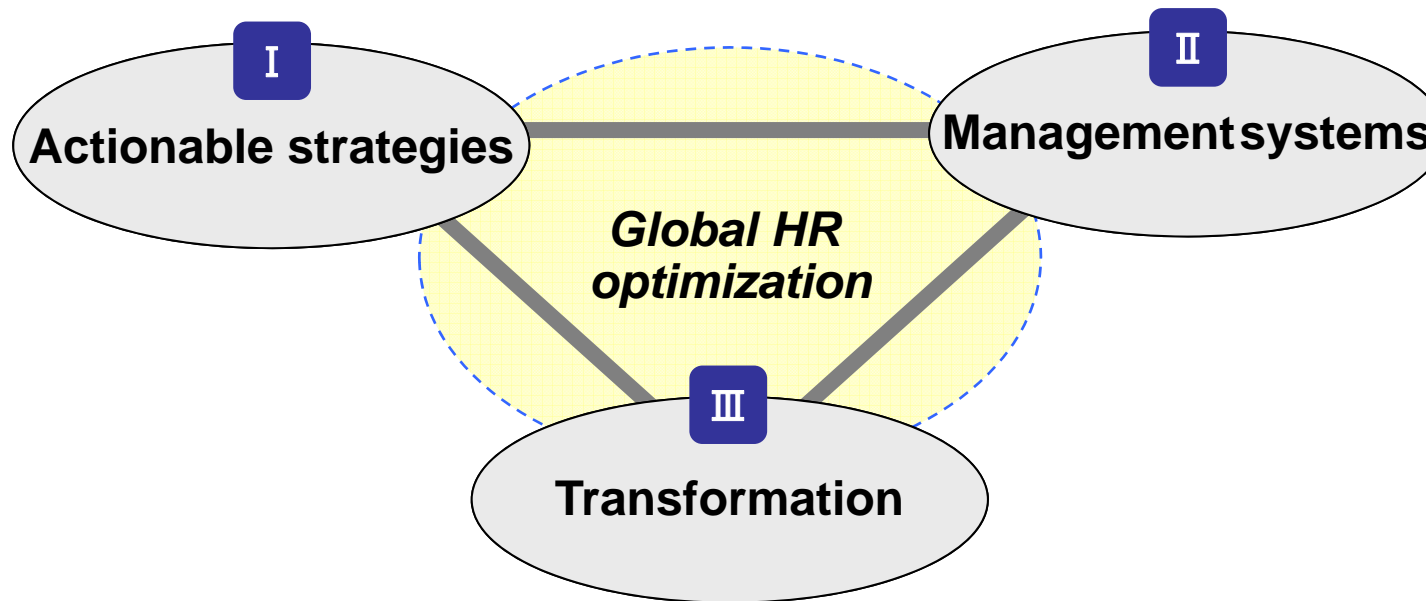 Ⅰ
Actionable strategies
Ⅱ
Management systems
Global HR
optimization
Ⅲ
Transformation